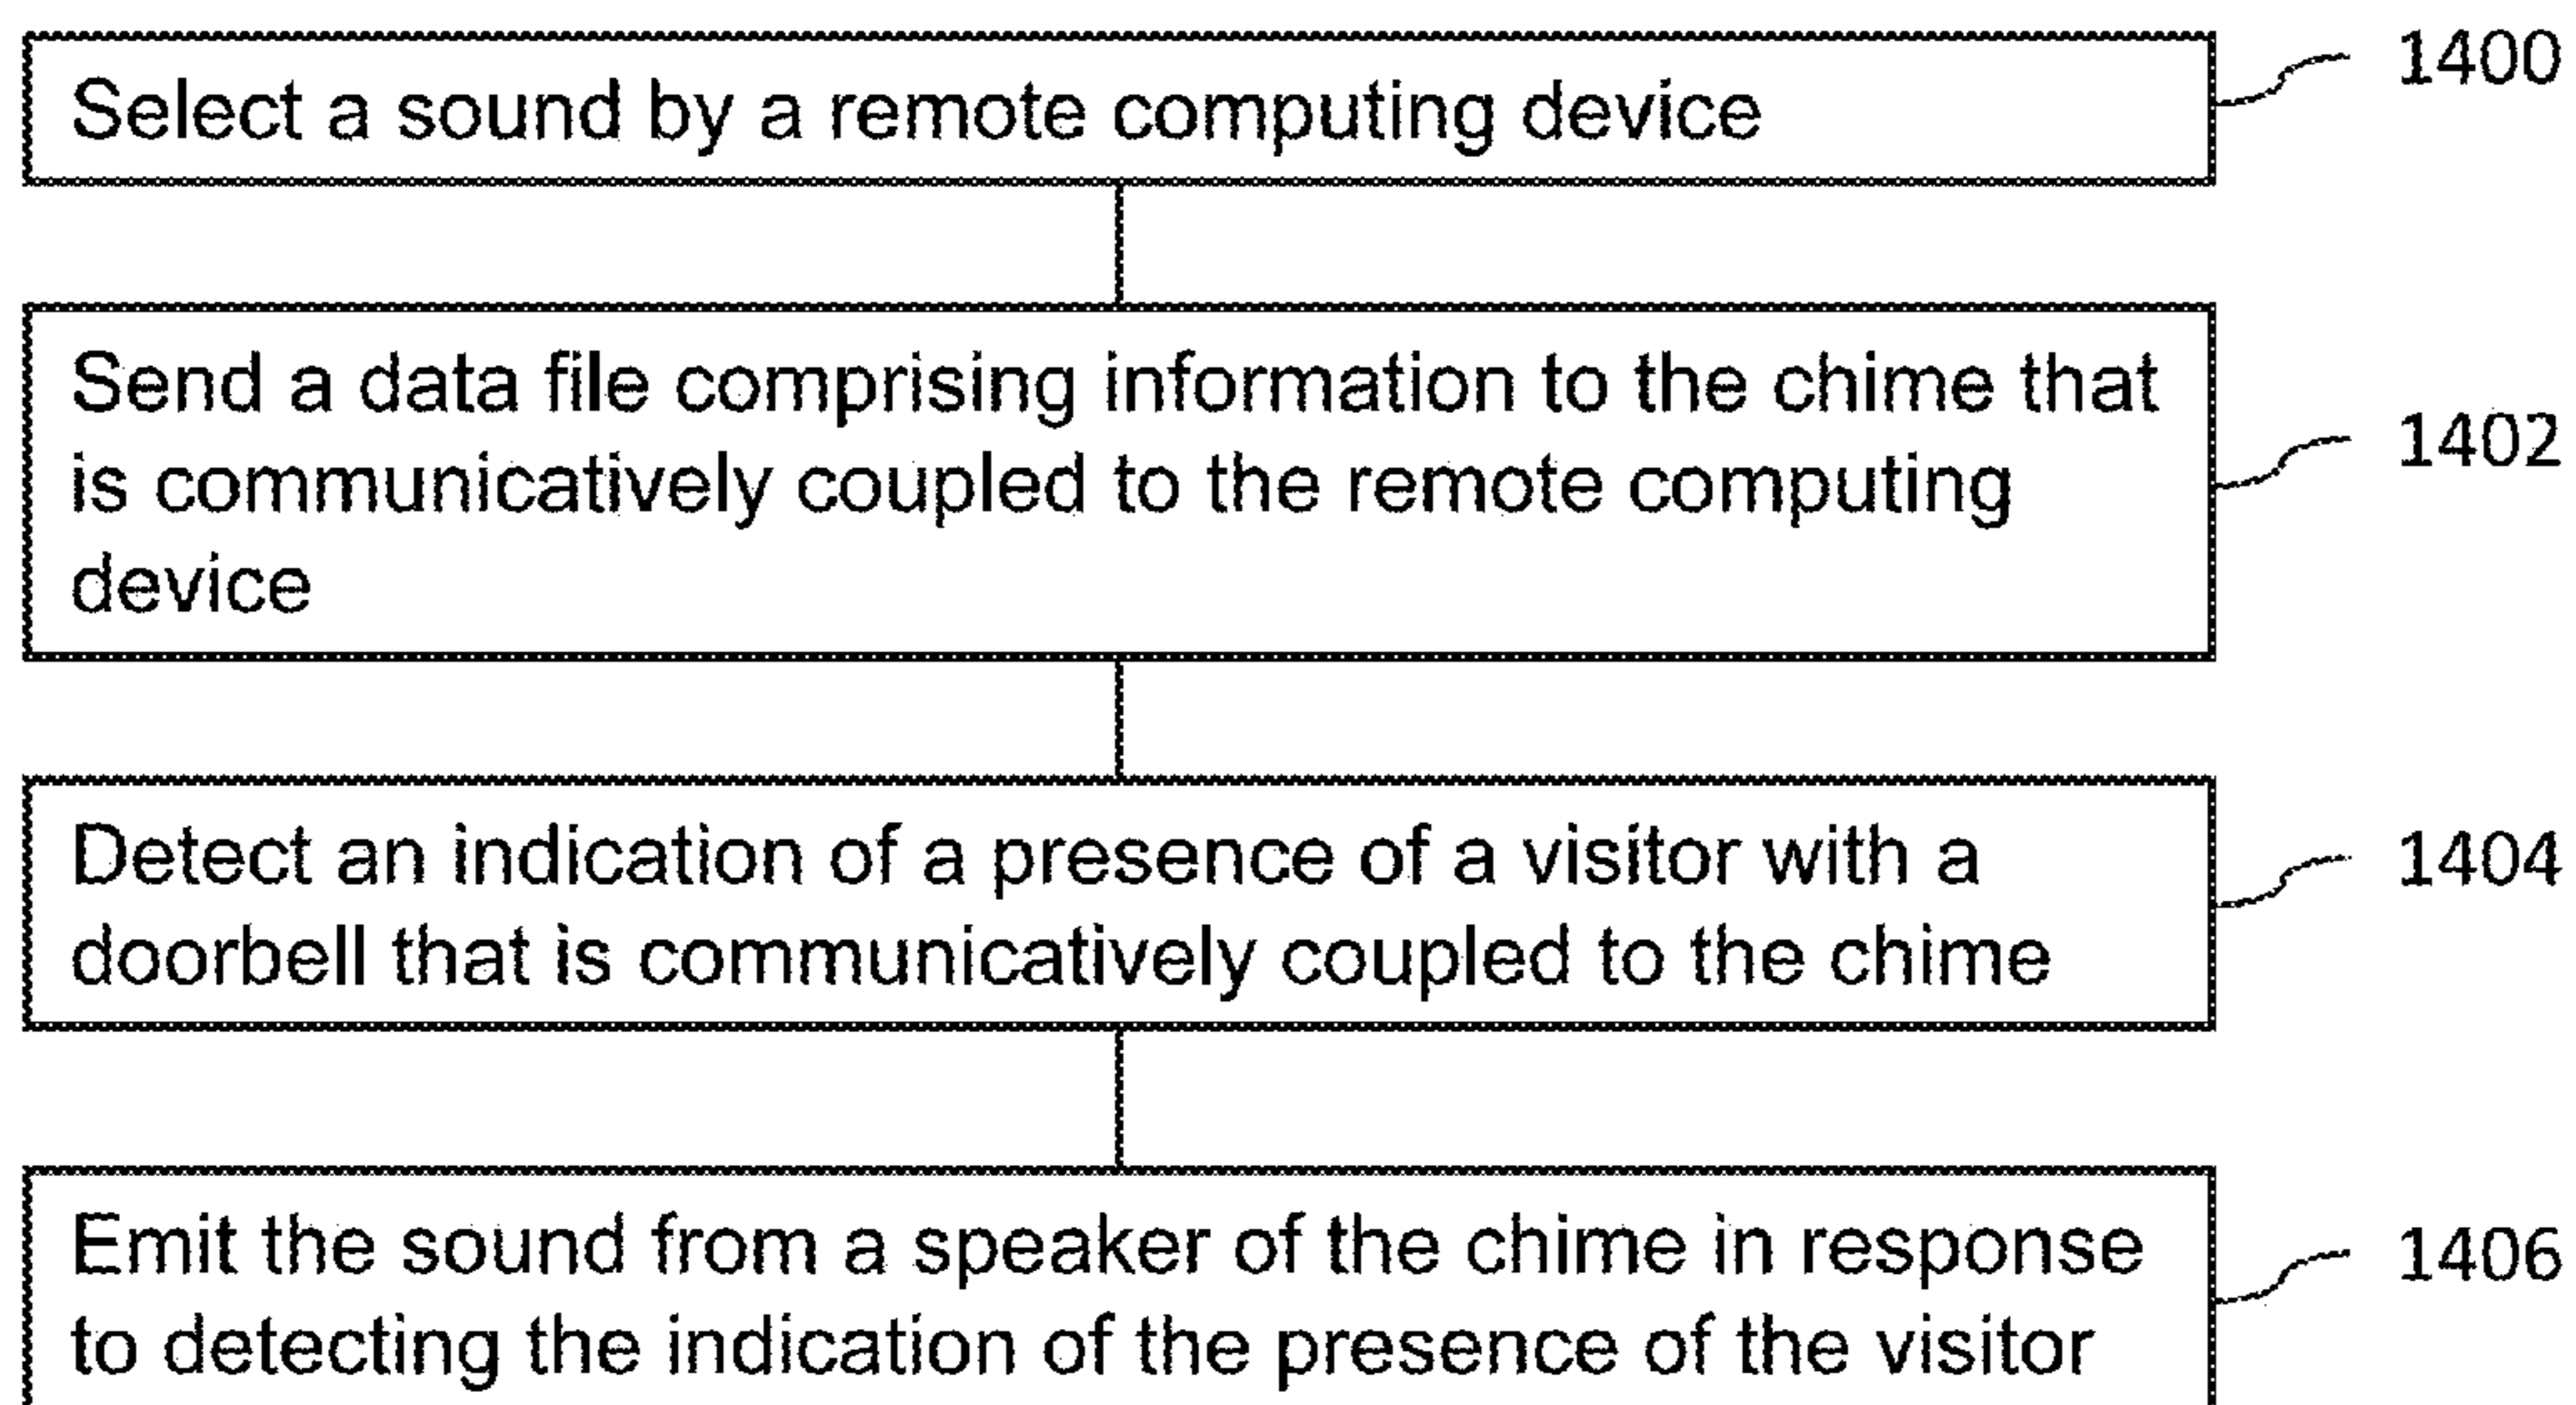 Select a sound by a remote computing device
1400
Send a data file comprising information to the chime that
is communicatively coupled to the remote computing
device
1402
Detect an indication of a presence of a visitor with a
doorbell that is communicatively coupled to the chime
1404
Emit the sound from a speaker of the chime in response
to detecting the indication of the presence of the visitor
1406